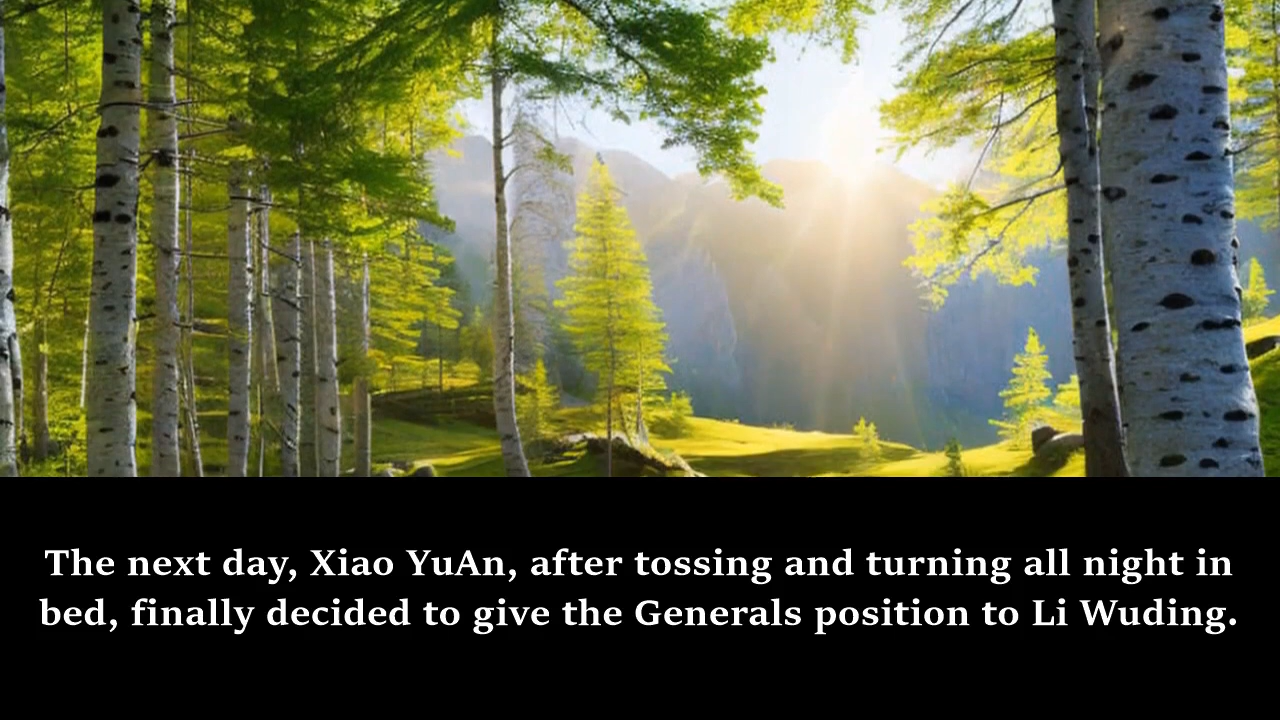 The next day, Xiao YuAn, after tossing and turning all night in
bed, finally decided to give the Generals position to Li Wuding.